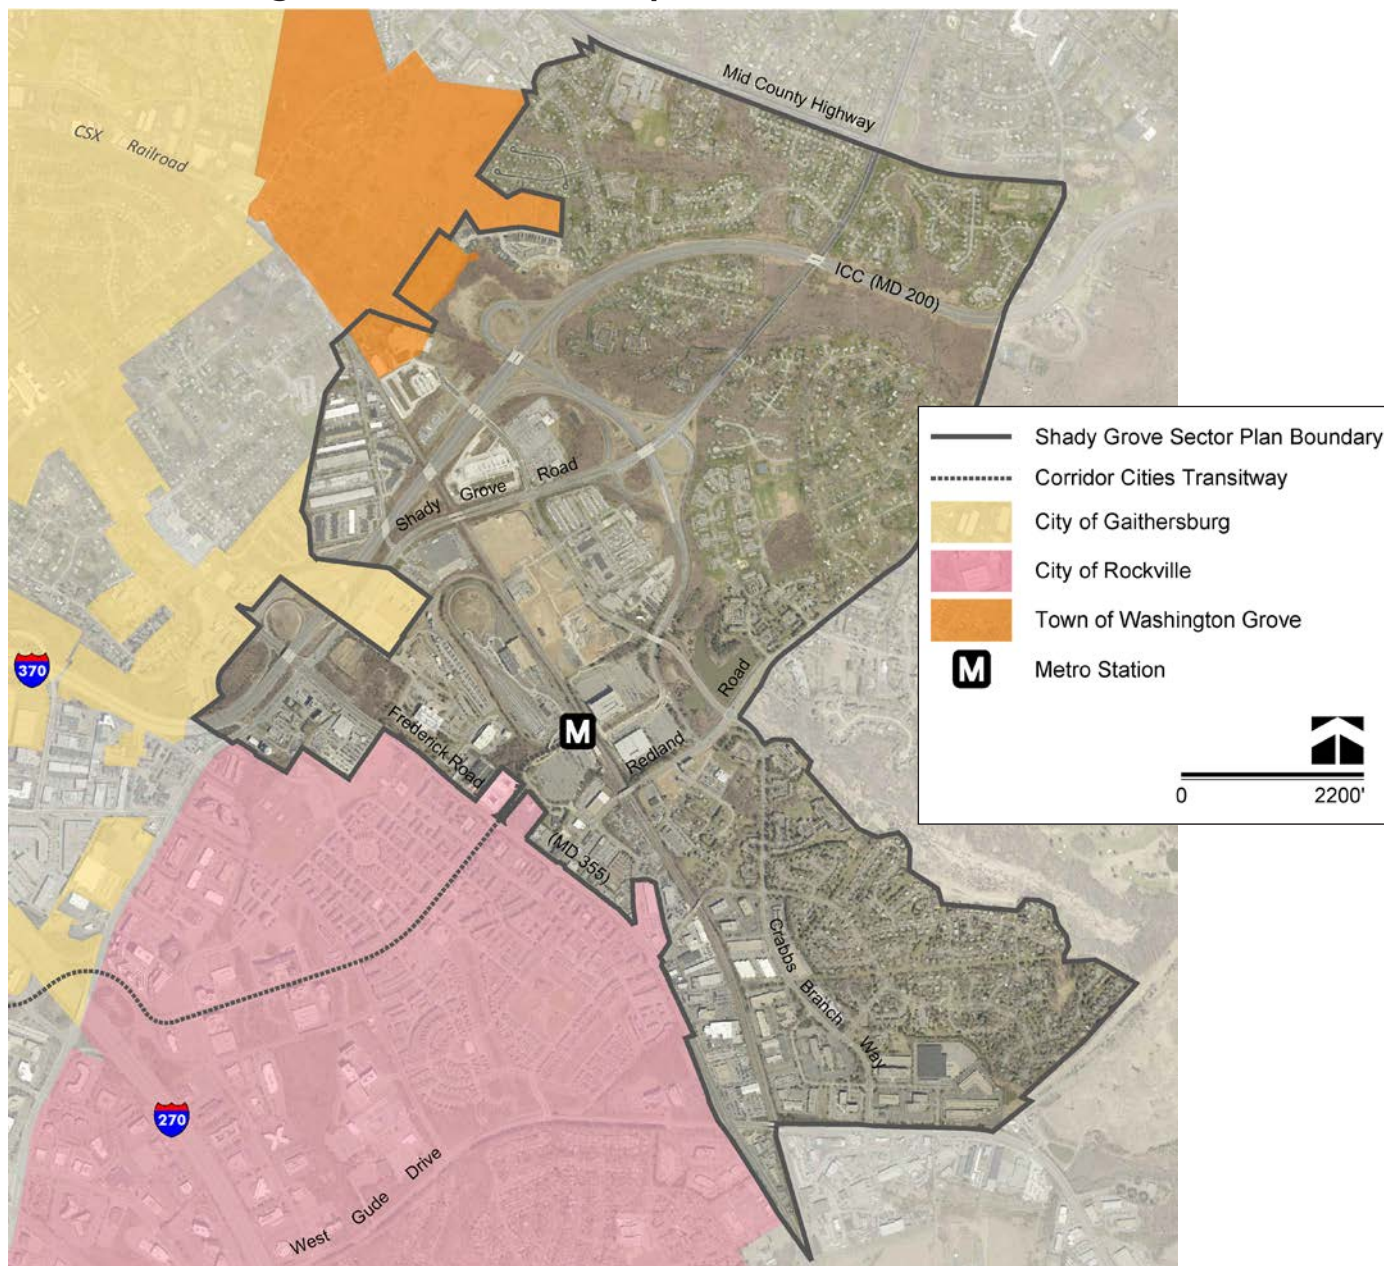 Mid County Highway
CSX Railroad
ICC (MD 200)
Shady Grove Road
370
Frederick Road
M
Redland Road
(MD 355)
Crabbs Branch Way
270
West Gude Drive
Shady Grove Sector Plan Boundary
Corridor Cities Transitway
City of Gaithersburg
City of Rockville
Town of Washington Grove
M Metro Station
0 2200'